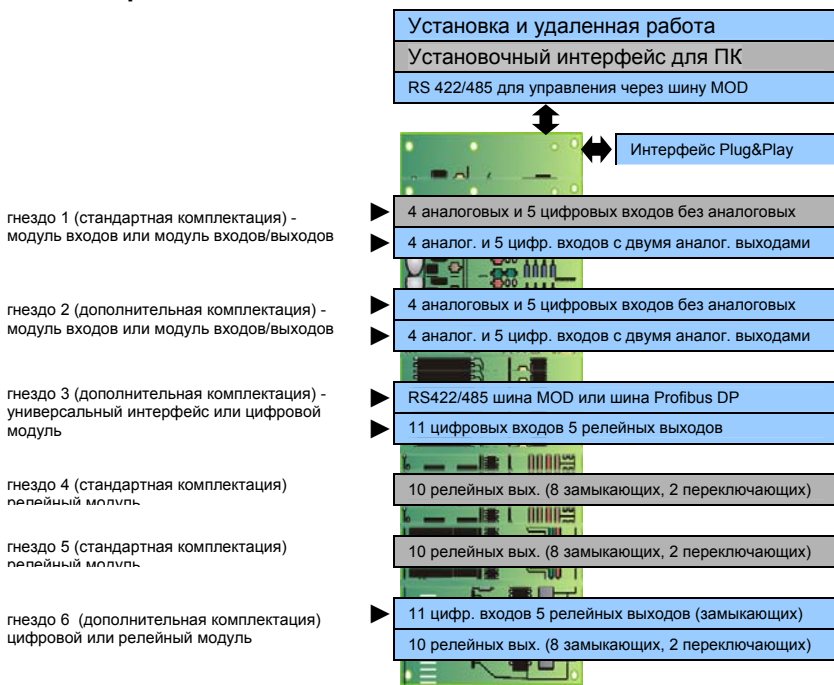 Установка и удаленная работа
Установочный интерфейс для ПК
RS 422/485 для управления через шину MOD
Интерфейс Plug&Play
гнездо 1 (стандартная комплектация) -
модуль входов или модуль входов/выходов
4 аналоговых и 5 цифровых входов без аналоговых
4 аналог. и 5 цифр. входов с двумя аналог. выходами
гнездо 2 (дополнительная комплектация) -
модуль входов или модуль входов/выходов
4 аналоговых и 5 цифровых входов без аналоговых
4 аналог. и 5 цифр. входов с двумя аналог. выходами
гнездо 3 (дополнительная комплектация) -
универсальный интерфейс или цифровой
модуль
RS422/485 шина MOD или шина Profibus DP
11 цифровых входов 5 релейных выходов
гнездо 4 (стандартная комплектация)
релейный модуль
10 релейных вых. (8 замыкающих, 2 переключающих)
гнездо 5 (стандартная комплектация)
релейный модуль
10 релейных вых. (8 замыкающих, 2 переключающих)
гнездо 6 (дополнительная комплектация)
цифровой или релейный модуль
11 цифр. входов 5 релейных выходов (замыкающих)
10 релейных вых. (8 замыкающих, 2 переключающих)